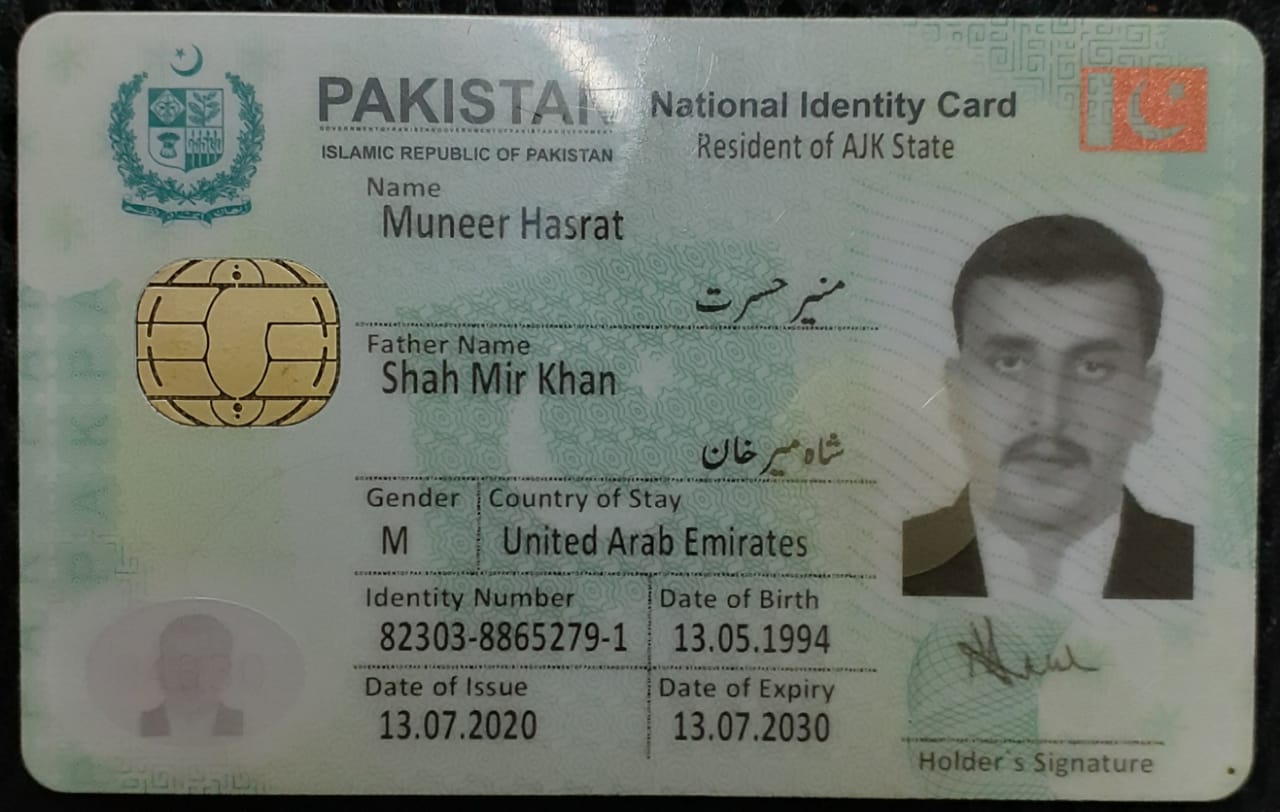 PAKISTAN National Identity Card
ISLAMIC REPUBLIC OF PAKISTAN Resident of AJK State
Name
Muneer Hasrat
منیر حسرت
Father Name
Shah Mir Khan
شاہ میر خان
Gender Country of Stay
M United Arab Emirates
Identity Number Date of Birth
82303-8865279-1 13.05.1994
Date of Issue Date of Expiry
13.07.2020 13.07.2030
Holder`s Signature